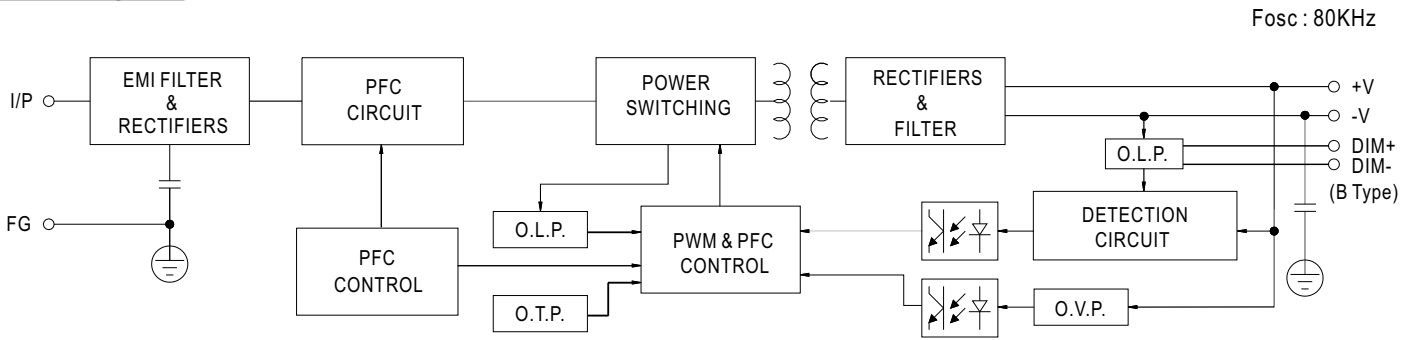 Fosc : 80KHz
I/P
EMI FILTER
&
RECTIFIERS
PFC
CIRCUIT
POWER
SWITCHING
RECTIFIERS
&
FILTER
+V
-V
DIM+
DIM-
(B Type)
O.L.P.
FG
O.L.P.
PFC
CONTROL
PWM & PFC
CONTROL
DETECTION
CIRCUIT
O.T.P.
O.V.P.